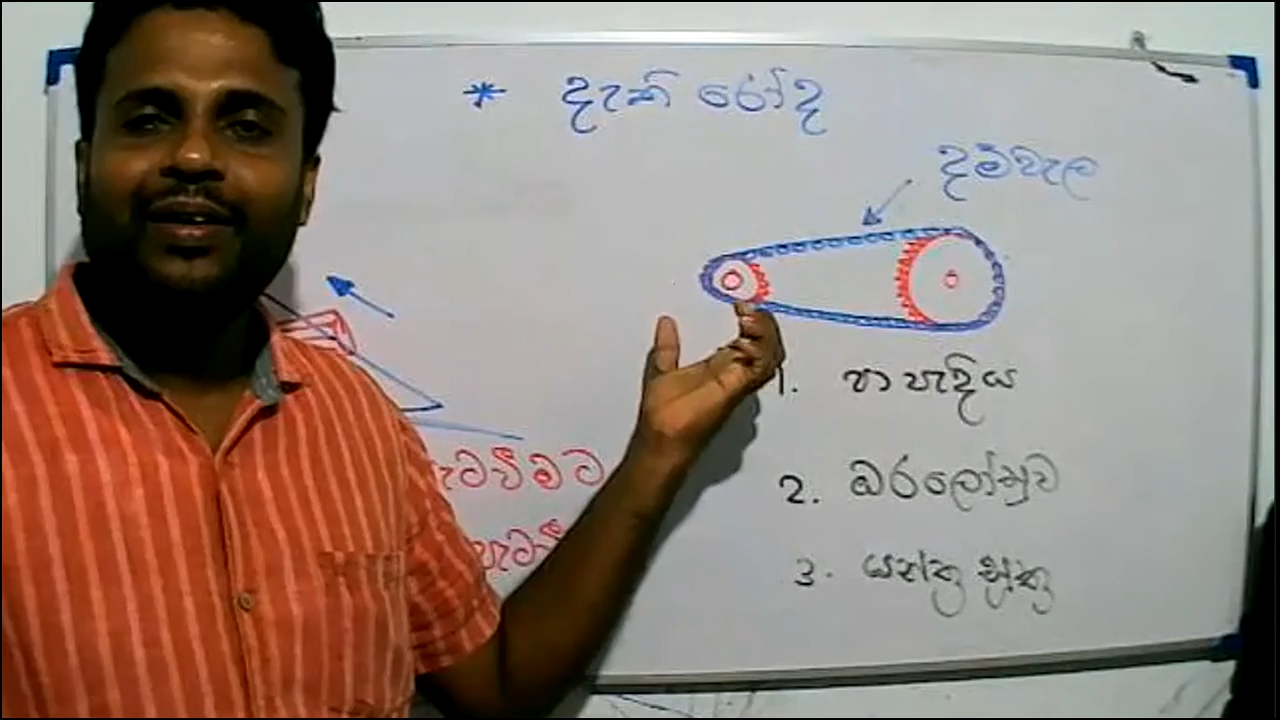 * දැති රෝද
දම්වැල
1. පා පැදිය
2. ඔරලෝසුව
3. යන්ත්‍ර සූත්‍ර